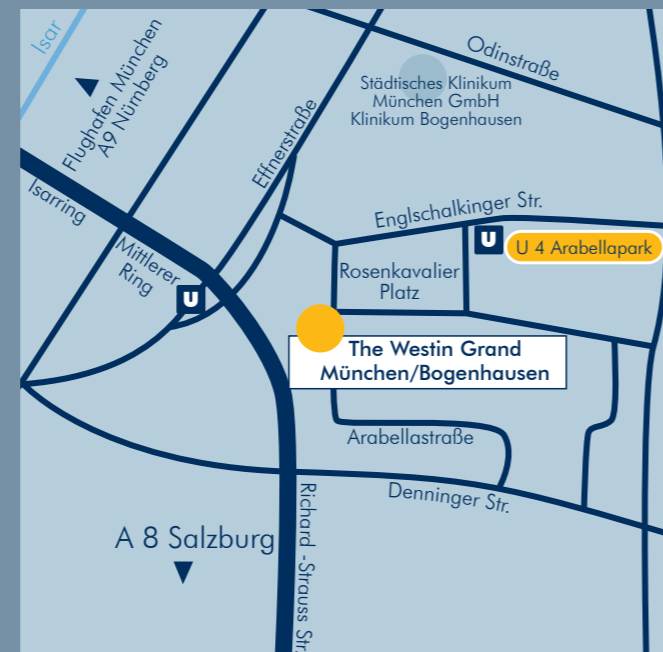 Isar
Flughafen München
A9 Nürnberg
Odinstraße
Städtisches Klinikum
München GmbH
Klinikum Bogenhausen
Effnerstraße
Isarring
Mittlerer
Ring
U
Englschalkinger Str.
U
U 4 Arabellapark
Rosenkavalier
Platz
The Westin Grand
München/Bogenhausen
Arabellastraße
Denninger Str.
A 8 Salzburg
Richard -Strauss Str.